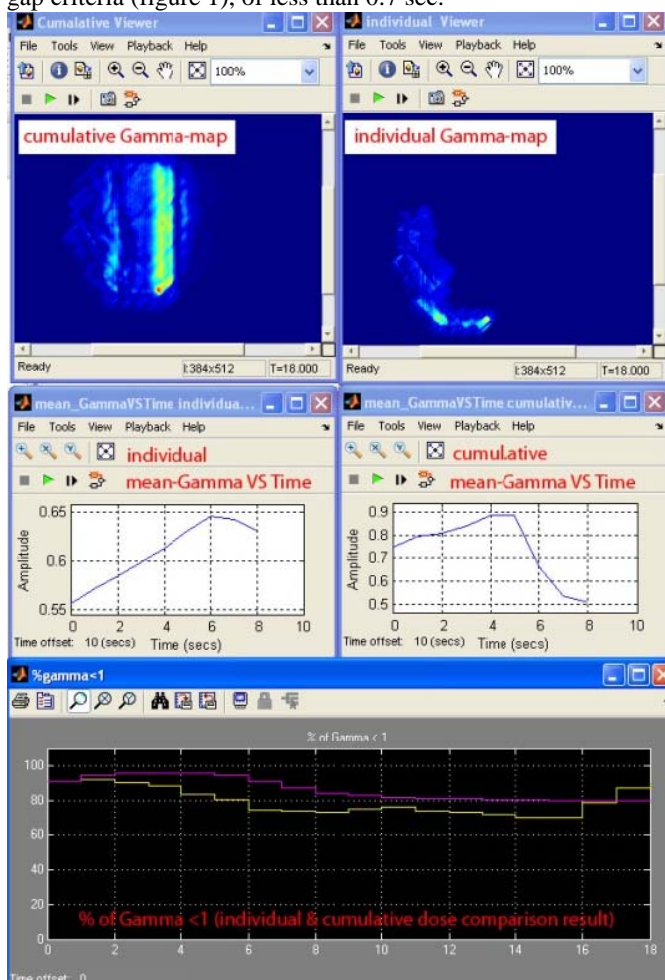 gap criteria (figure 1), of less than 0.7 sec.
Cumalative Viewer
File Tools View Playback Help
100%
cumulative Gamma-map
Ready I:384x512 T=18.000
individual Viewer
File Tools View Playback Help
100%
individual Gamma-map
Ready I:384x512 T=18.000
mean_GammaVSTime individua...
File Tools View Playback Help
individual
mean-Gamma VS Time
0.65
0.6
0.55
Amplitude
0 2 4 6 8 10
Time offset: 10 (secs) Time (secs)
mean_GammaVSTime cumulativ...
File Tools View Playback Help
cumulative
mean-Gamma VS Time
0.9
0.8
0.7
0.6
0.5
Amplitude
0 2 4 6 8 10
Time offset: 10 (secs) Time (secs)
%gamma<1
% of Gamma < 1
100
80
60
40
20
0
% of Gamma <1 (individual & cumulative dose comparison result)
0 2 4 6 8 10 12 14 16 18
Time offset: 0